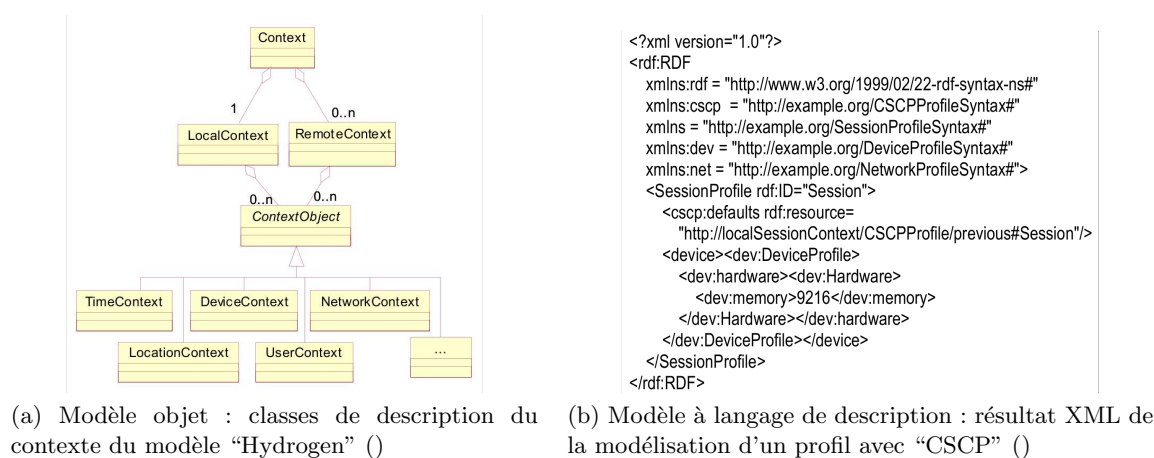 Context
1
0..n
LocalContext
RemoteContext
0..n
0..n
ContextObject
TimeContext
DeviceContext
NetworkContext
LocationContext
UserContext
...
(a) Modèle objet : classes de description du
contexte du modèle “Hydrogen” ()
<?xml version="1.0"?>
<rdf:RDF
xmlns:rdf = "http://www.w3.org/1999/02/22-rdf-syntax-ns#"
xmlns:cscp = "http://example.org/CSCPProfileSyntax#"
xmlns = "http://example.org/SessionProfileSyntax#"
xmlns:dev = "http://example.org/DeviceProfileSyntax#"
xmlns:net = "http://example.org/NetworkProfileSyntax#">
<SessionProfile rdf:ID="Session">
<cscp:defaults rdf:resource=
"http://localSessionContext/CSCPProfile/previous#Session"/>
<device><dev:DeviceProfile>
<dev:hardware><dev:Hardware>
<dev:memory>9216</dev:memory>
</dev:Hardware></dev:hardware>
</dev:DeviceProfile></device>
</SessionProfile>
</rdf:RDF>
(b) Modèle à langage de description : résultat XML de
la modélisation d’un profil avec “CSCP” ()